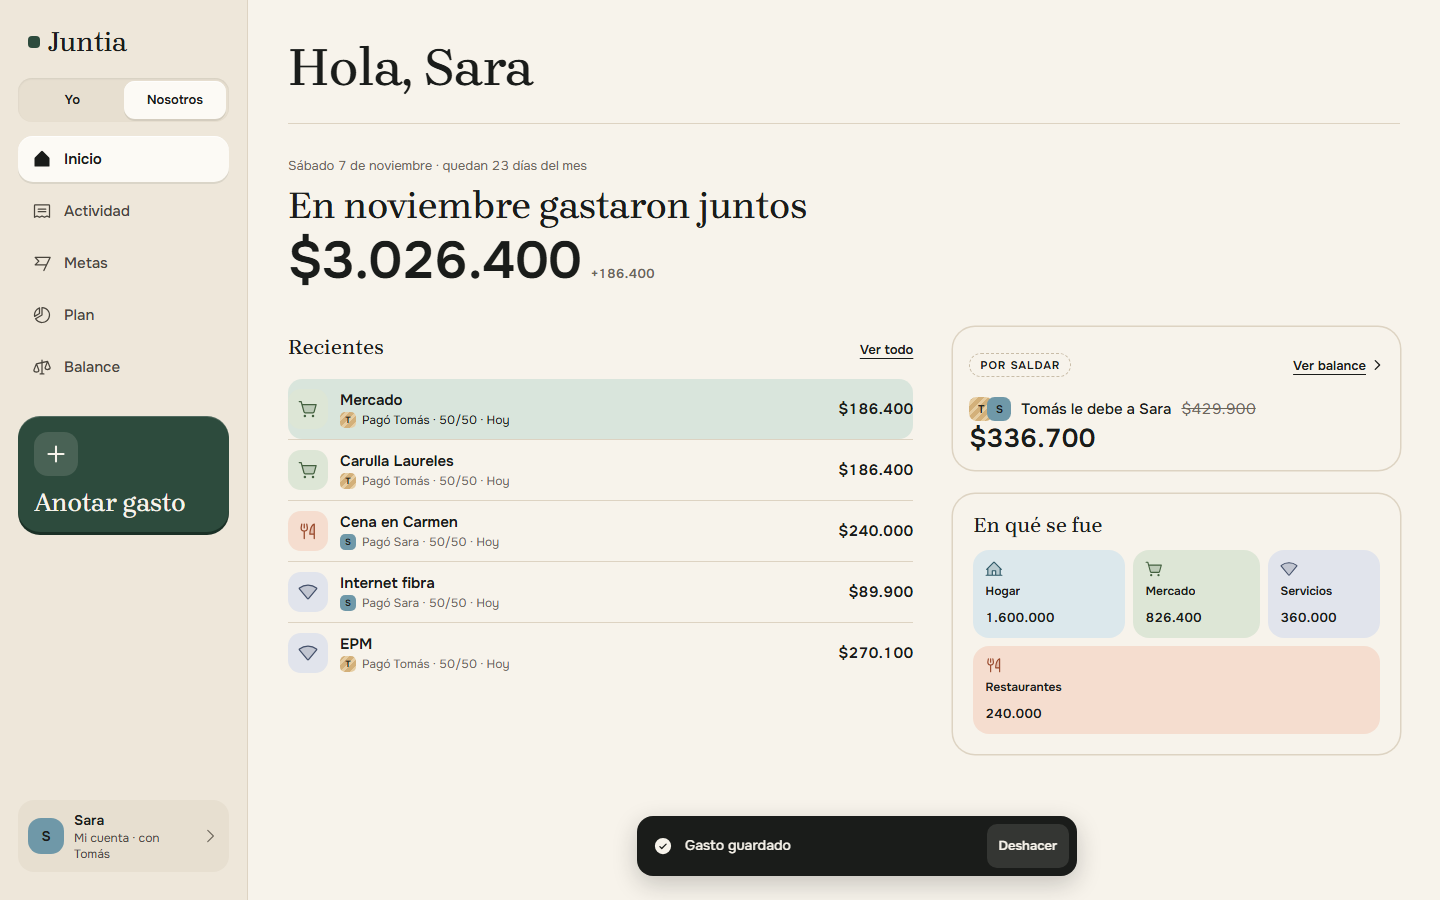 Juntia
Yo
Nosotros
Inicio
Actividad
Metas
Plan
Balance
Anotar gasto
S
Sara
Mi cuenta · con
Tomás
Hola, Sara
Sábado 7 de noviembre · quedan 23 días del mes
En noviembre gastaron juntos
$3.026.400 +186.400
Recientes
Ver todo
Mercado
T Pagó Tomás · 50/50 · Hoy
$186.400
Carulla Laureles
T Pagó Tomás · 50/50 · Hoy
$186.400
Cena en Carmen
S Pagó Sara · 50/50 · Hoy
$240.000
Internet fibra
S Pagó Sara · 50/50 · Hoy
$89.900
EPM
T Pagó Tomás · 50/50 · Hoy
$270.100
POR SALDAR
Ver balance
T S Tomás le debe a Sara $429.900
$336.700
En qué se fue
Hogar
1.600.000
Mercado
826.400
Servicios
360.000
Restaurantes
240.000
Gasto guardado
Deshacer